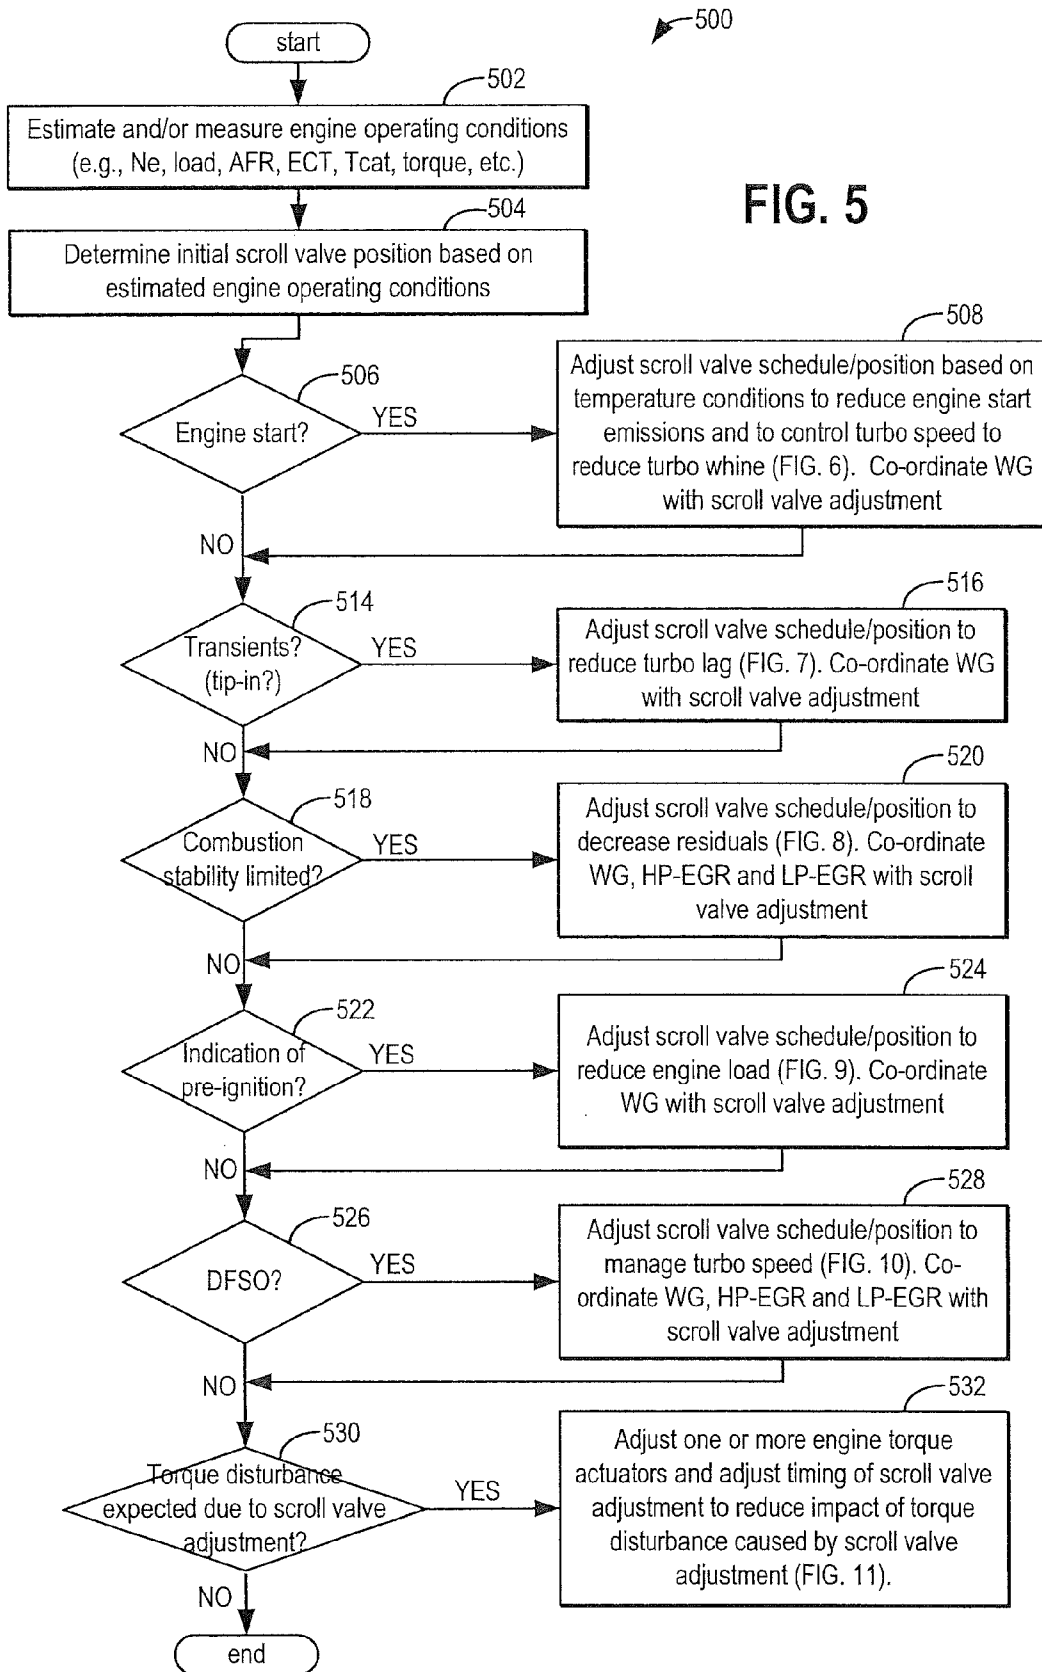 500
start
502
Estimate and/or measure engine operating conditions
(e.g., Ne, load, AFR, ECT, Tcat, torque, etc.)
FIG. 5
504
Determine initial scroll valve position based on
estimated engine operating conditions
506
Engine start?
YES
NO
508
Adjust scroll valve schedule/position based on
temperature conditions to reduce engine start
emissions and to control turbo speed to
reduce turbo whine (FIG. 6). Co-ordinate WG
with scroll valve adjustment
514
Transients?
(tip-in?)
YES
NO
516
Adjust scroll valve schedule/position to
reduce turbo lag (FIG. 7). Co-ordinate WG
with scroll valve adjustment
518
Combustion
stability limited?
YES
NO
520
Adjust scroll valve schedule/position to
decrease residuals (FIG. 8). Co-ordinate
WG, HP-EGR and LP-EGR with scroll
valve adjustment
522
Indication of
pre-ignition?
YES
NO
524
Adjust scroll valve schedule/position to
reduce engine load (FIG. 9). Co-ordinate
WG with scroll valve adjustment
526
DFSO?
YES
NO
528
Adjust scroll valve schedule/position to
manage turbo speed (FIG. 10). Co-
ordinate WG, HP-EGR and LP-EGR with
scroll valve adjustment
530
Torque disturbance
expected due to scroll valve
adjustment?
YES
NO
532
Adjust one or more engine torque
actuators and adjust timing of scroll valve
adjustment to reduce impact of torque
disturbance caused by scroll valve
adjustment (FIG. 11).
end